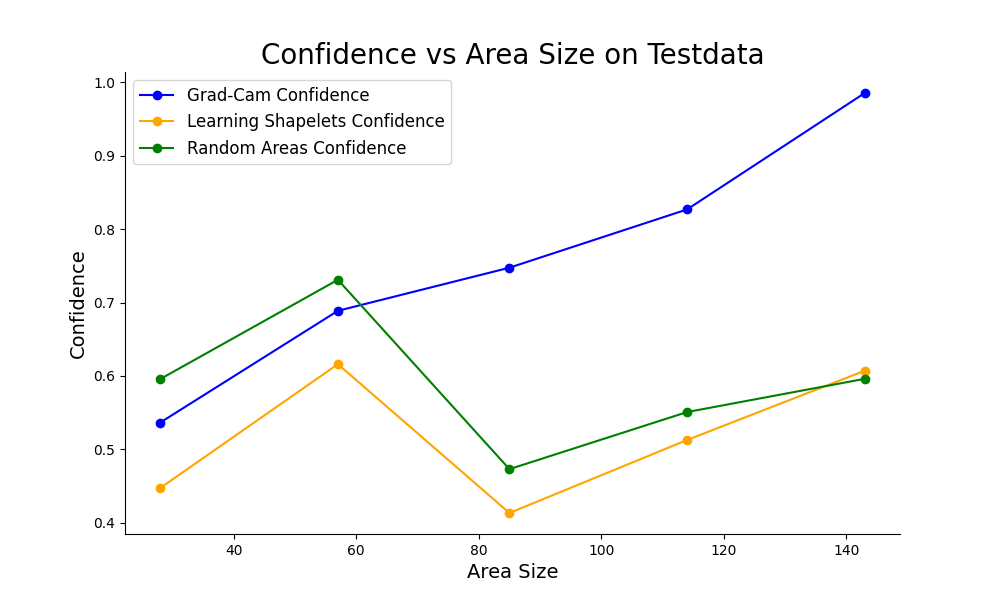 Confidence vs Area Size on Testdata
1.0
0.9
0.8
0.7
0.6
0.5
0.4
Confidence
Grad-Cam Confidence
Learning Shapelets Confidence
Random Areas Confidence
40 60 80 100 120 140
Area Size